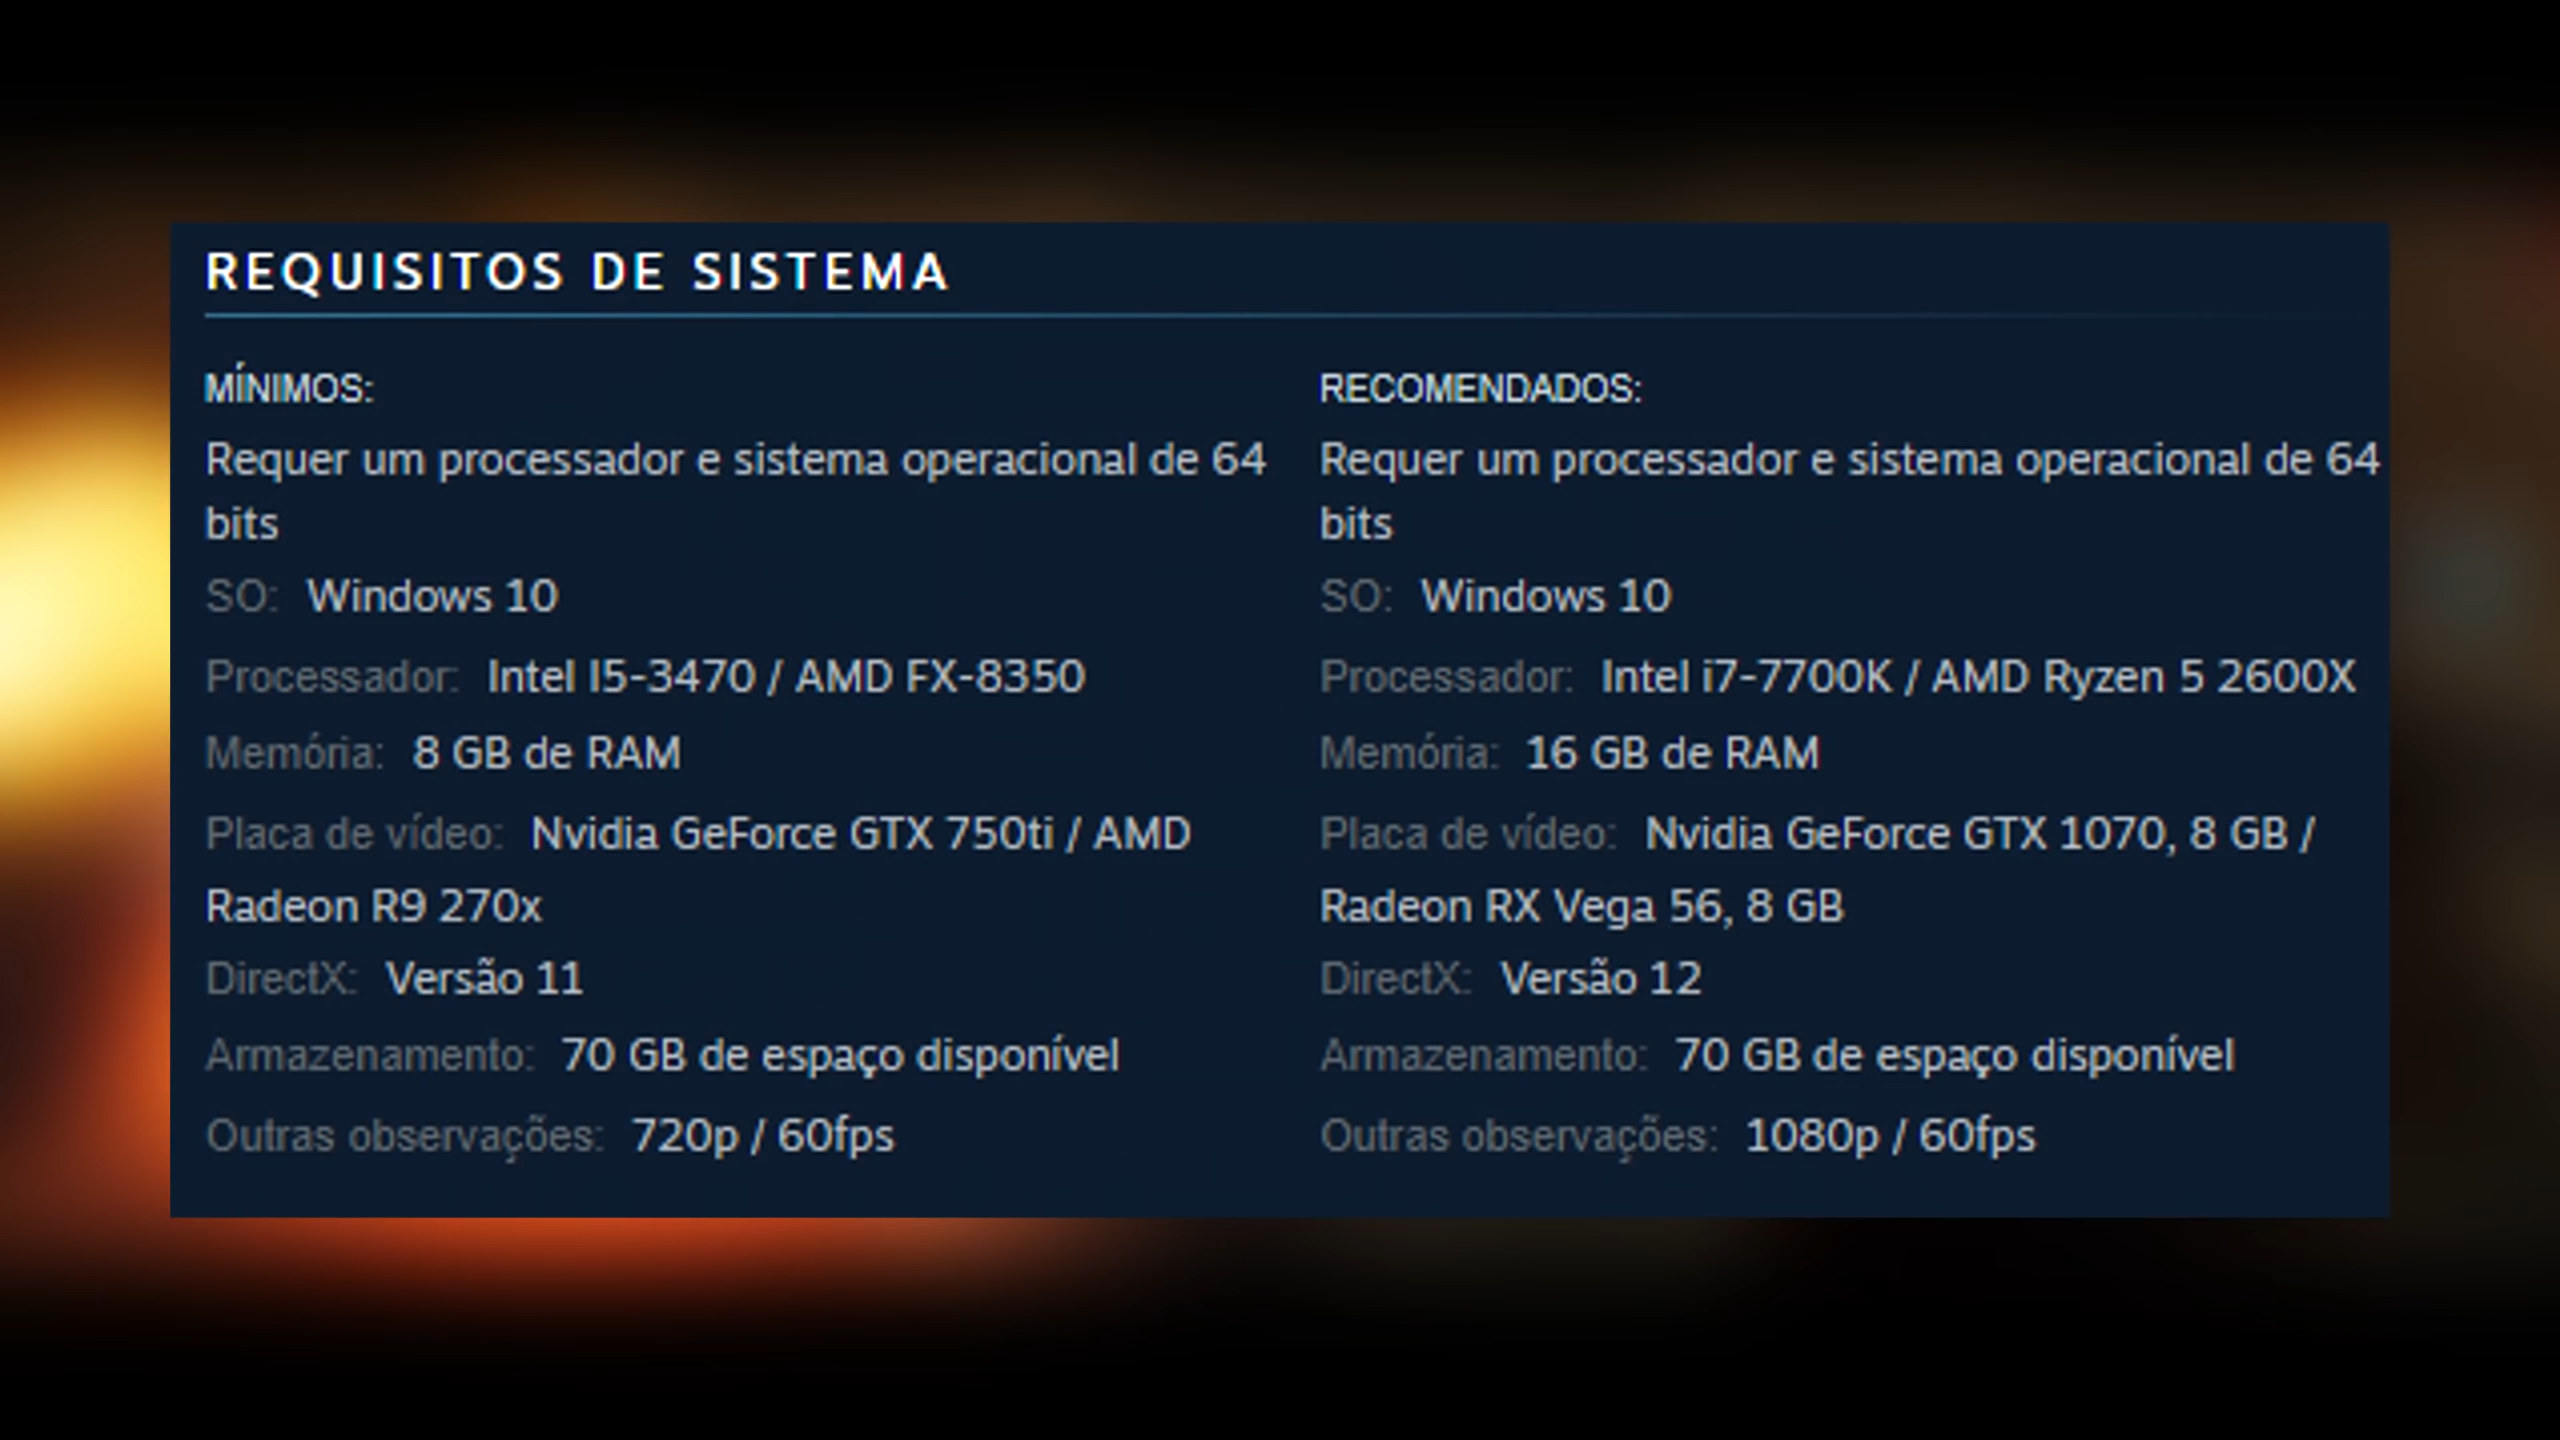 REQUISITOS DE SISTEMA
MÍNIMOS:
Requer um processador e sistema operacional de 64
bits
SO: Windows 10
Processador: Intel I5-3470 / AMD FX-8350
Memória: 8 GB de RAM
Placa de vídeo: Nvidia GeForce GTX 750ti / AMD
Radeon R9 270x
DirectX: Versão 11
Armazenamento: 70 GB de espaço disponível
Outras observações: 720p / 60fps
RECOMENDADOS:
Requer um processador e sistema operacional de 64
bits
SO: Windows 10
Processador: Intel i7-7700K / AMD Ryzen 5 2600X
Memória: 16 GB de RAM
Placa de vídeo: Nvidia GeForce GTX 1070, 8 GB /
Radeon RX Vega 56, 8 GB
DirectX: Versão 12
Armazenamento: 70 GB de espaço disponível
Outras observações: 1080p / 60fps